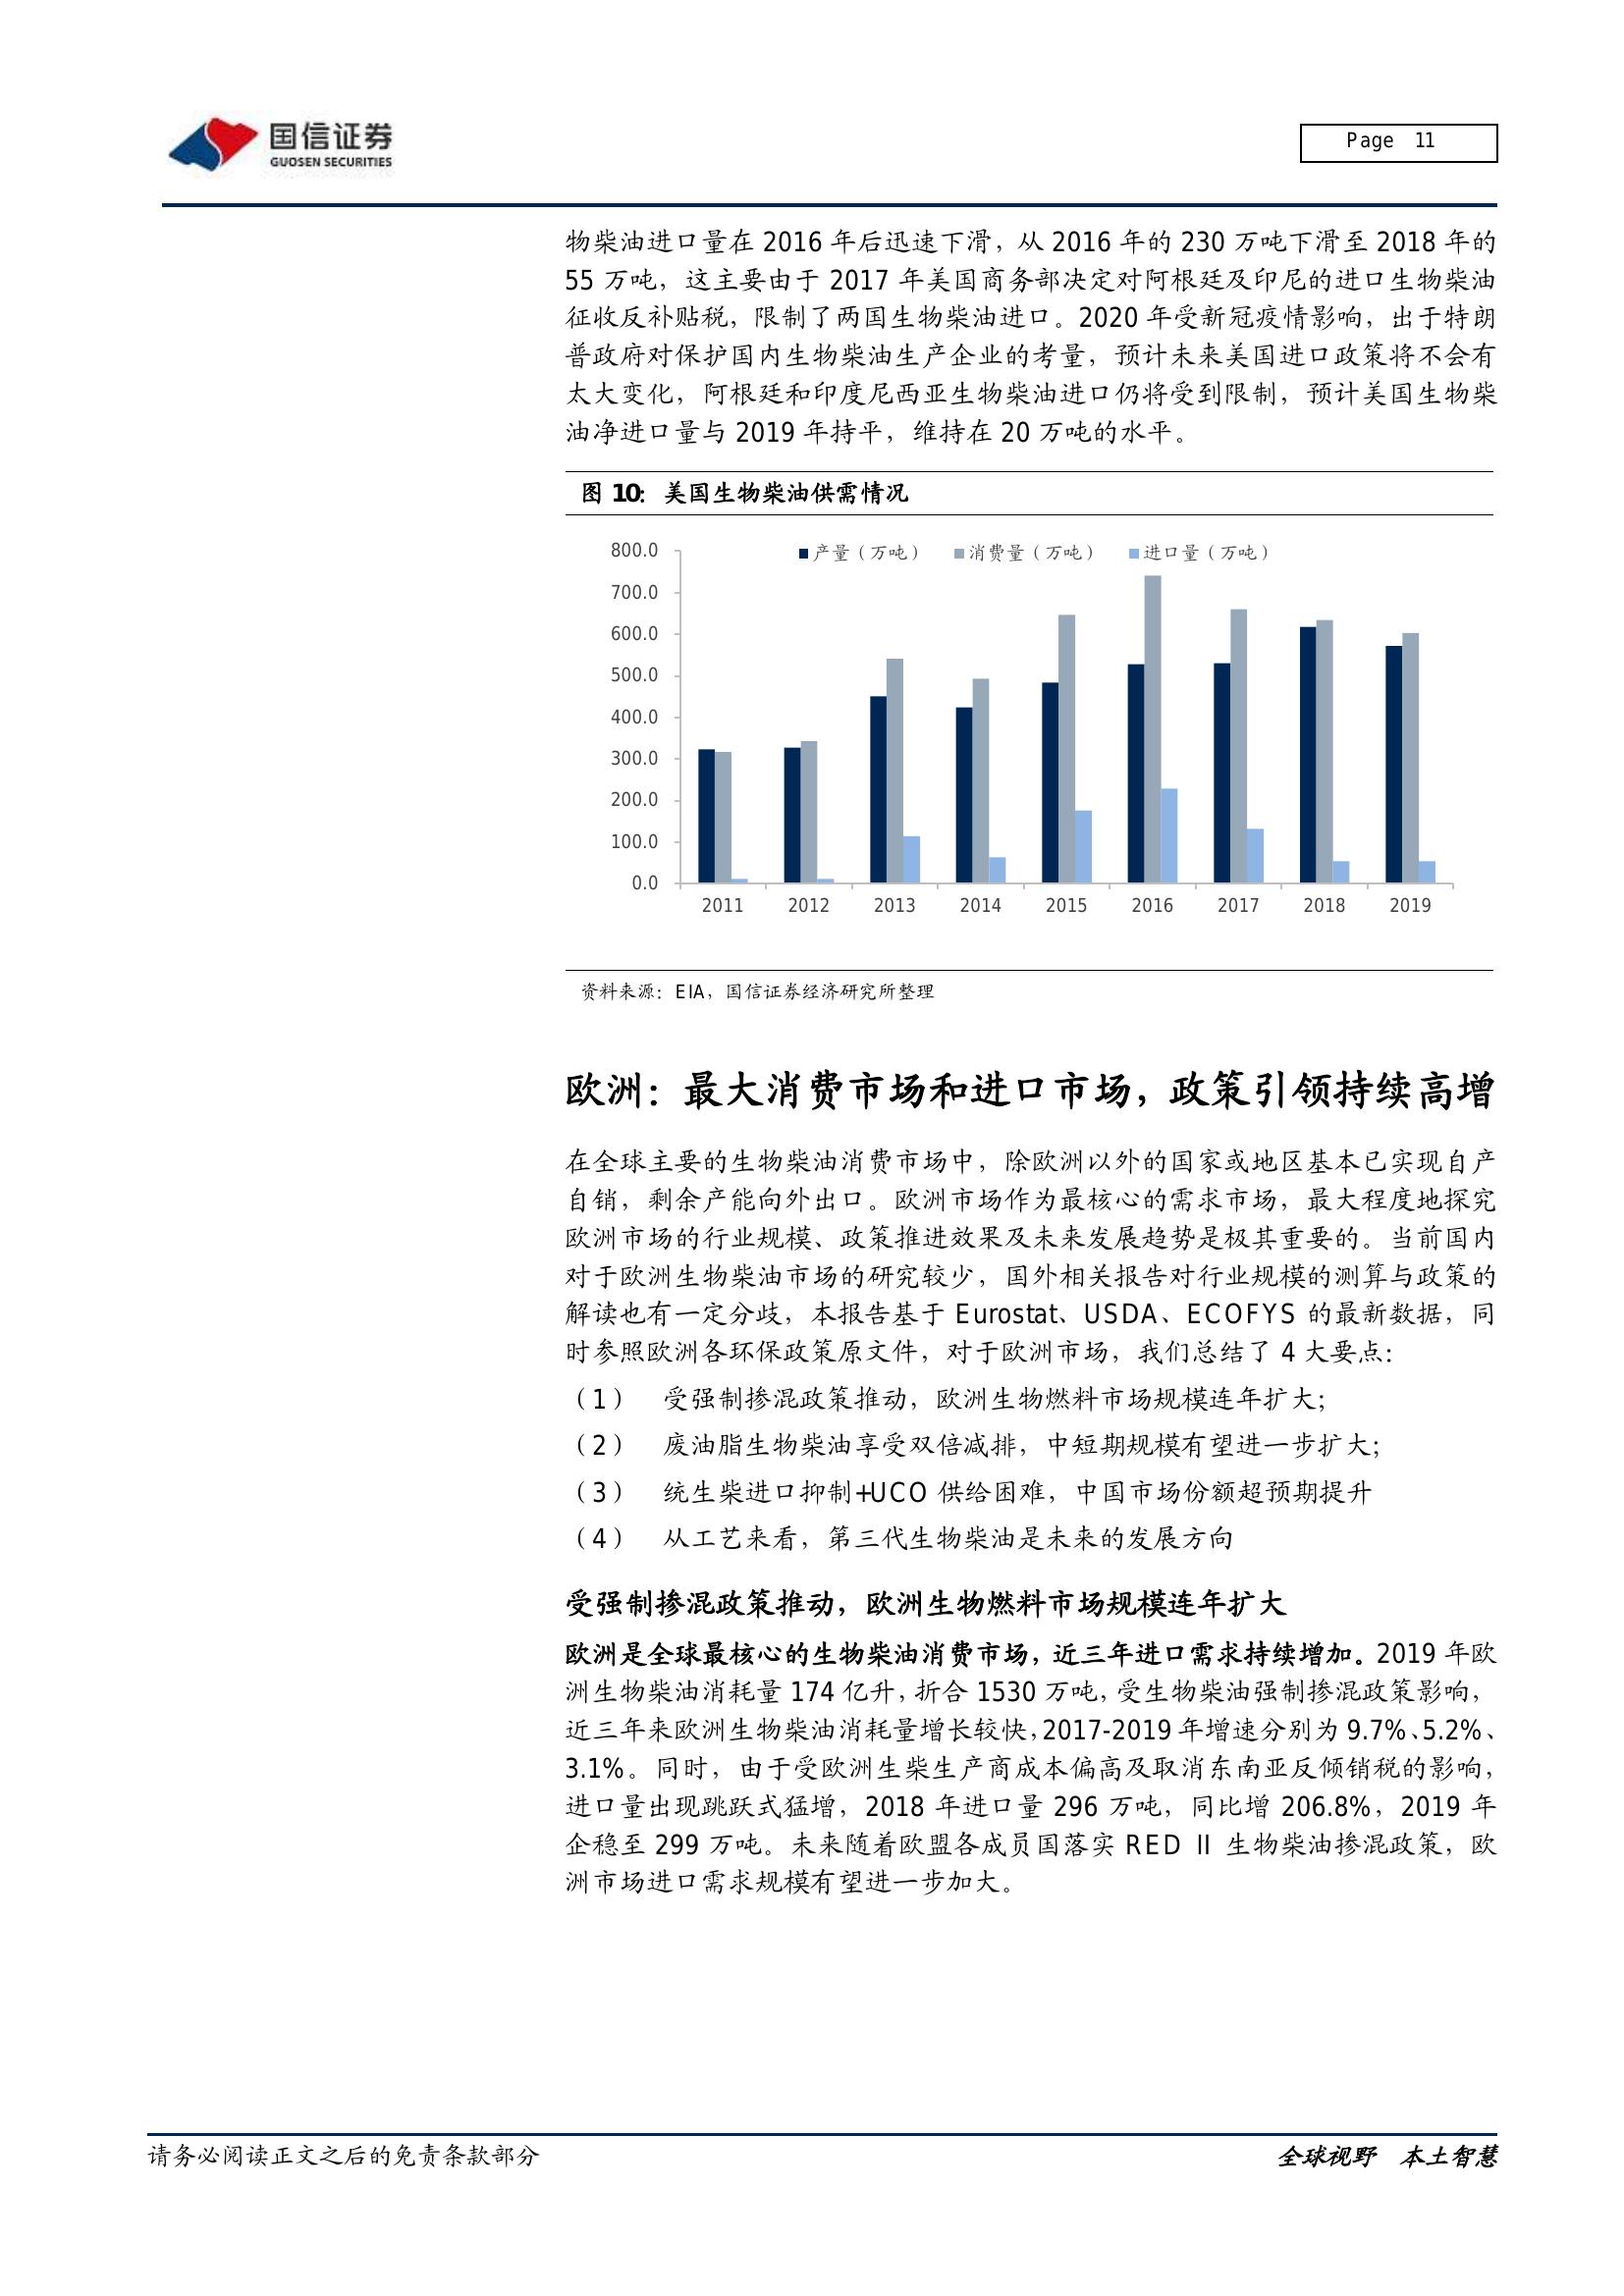 国信证券
GUOSEN SECURITIES
Page 11
物柴油进口量在 2016 年后迅速下滑，从 2016 年的 230 万吨下滑至 2018 年的
55 万吨，这主要由于 2017 年美国商务部决定对阿根廷及印尼的进口生物柴油
征收反补贴税，限制了两国生物柴油进口。2020 年受新冠疫情影响，出于特朗
普政府对保护国内生物柴油生产企业的考量，预计未来美国进口政策将不会有
太大变化，阿根廷和印度尼西亚生物柴油进口仍将受到限制，预计美国生物柴
油净进口量与 2019 年持平，维持在 20 万吨的水平。
图 10：美国生物柴油供需情况
产量（万吨） 消费量（万吨） 进口量（万吨）
800.0
700.0
600.0
500.0
400.0
300.0
200.0
100.0
0.0
2011 2012 2013 2014 2015 2016 2017 2018 2019
资料来源：EIA，国信证券经济研究所整理
欧洲：最大消费市场和进口市场，政策引领持续高增
在全球主要的生物柴油消费市场中，除欧洲以外的国家或地区基本已实现自产
自销，剩余产能向外出口。欧洲市场作为最核心的需求市场，最大程度地探究
欧洲市场的行业规模、政策推进效果及未来发展趋势是极其重要的。当前国内
对于欧洲生物柴油市场的研究较少，国外相关报告对行业规模的测算与政策的
解读也有一定分歧，本报告基于 Eurostat、USDA、ECOFYS 的最新数据，同
时参照欧洲各环保政策原文件，对于欧洲市场，我们总结了 4 大要点：
（1） 受强制掺混政策推动，欧洲生物燃料市场规模连年扩大；
（2） 废油脂生物柴油享受双倍减排，中短期规模有望进一步扩大；
（3） 统生柴进口抑制+UCO 供给困难，中国市场份额超预期提升
（4） 从工艺来看，第三代生物柴油是未来的发展方向
受强制掺混政策推动，欧洲生物燃料市场规模连年扩大
欧洲是全球最核心的生物柴油消费市场，近三年进口需求持续增加。2019 年欧
洲生物柴油消耗量 174 亿升，折合 1530 万吨，受生物柴油强制掺混政策影响，
近三年来欧洲生物柴油消耗量增长较快，2017-2019 年增速分别为 9.7%、5.2%、
3.1%。同时，由于受欧洲生柴生产商成本偏高及取消东南亚反倾销税的影响，
进口量出现跳跃式猛增，2018 年进口量 296 万吨，同比增 206.8%，2019 年
企稳至 299 万吨。未来随着欧盟各成员国落实 RED II 生物柴油掺混政策，欧
洲市场进口需求规模有望进一步加大。
请务必阅读正文之后的免责条款部分
全球视野 本土智慧